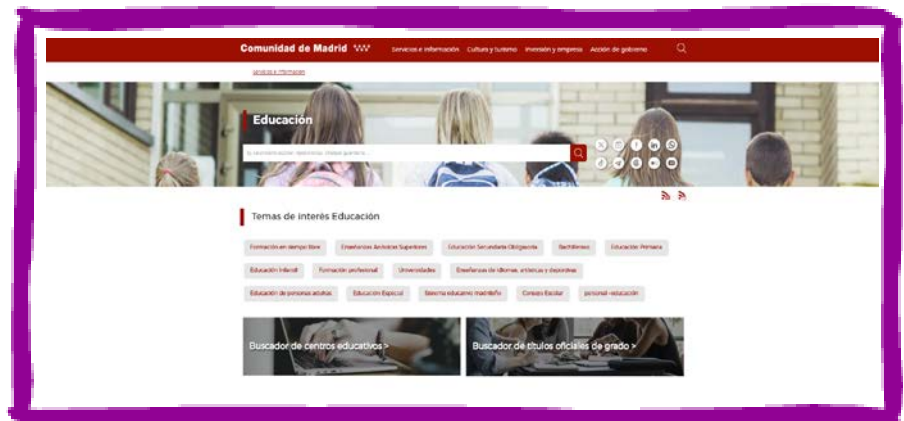 Comunidad de Madrid Servicios e información Cultura y turismo Inversión y empresa Acción de gobierno
Servicios e información
Educación
Temas de interés Educación
Formación en tiempo libre Enseñanzas Artísticas Superiores Educación Secundaria Obligatoria Bachillerato Educación Primaria
Educación Infantil Formación profesional Universidades Enseñanzas de idiomas, artísticas y deportivas
Educación de personas adultas Educación Especial Sistema educativo madrileño Consejo Escolar personal +educación
Buscador de centros educativos > Buscador de títulos oficiales de grado >